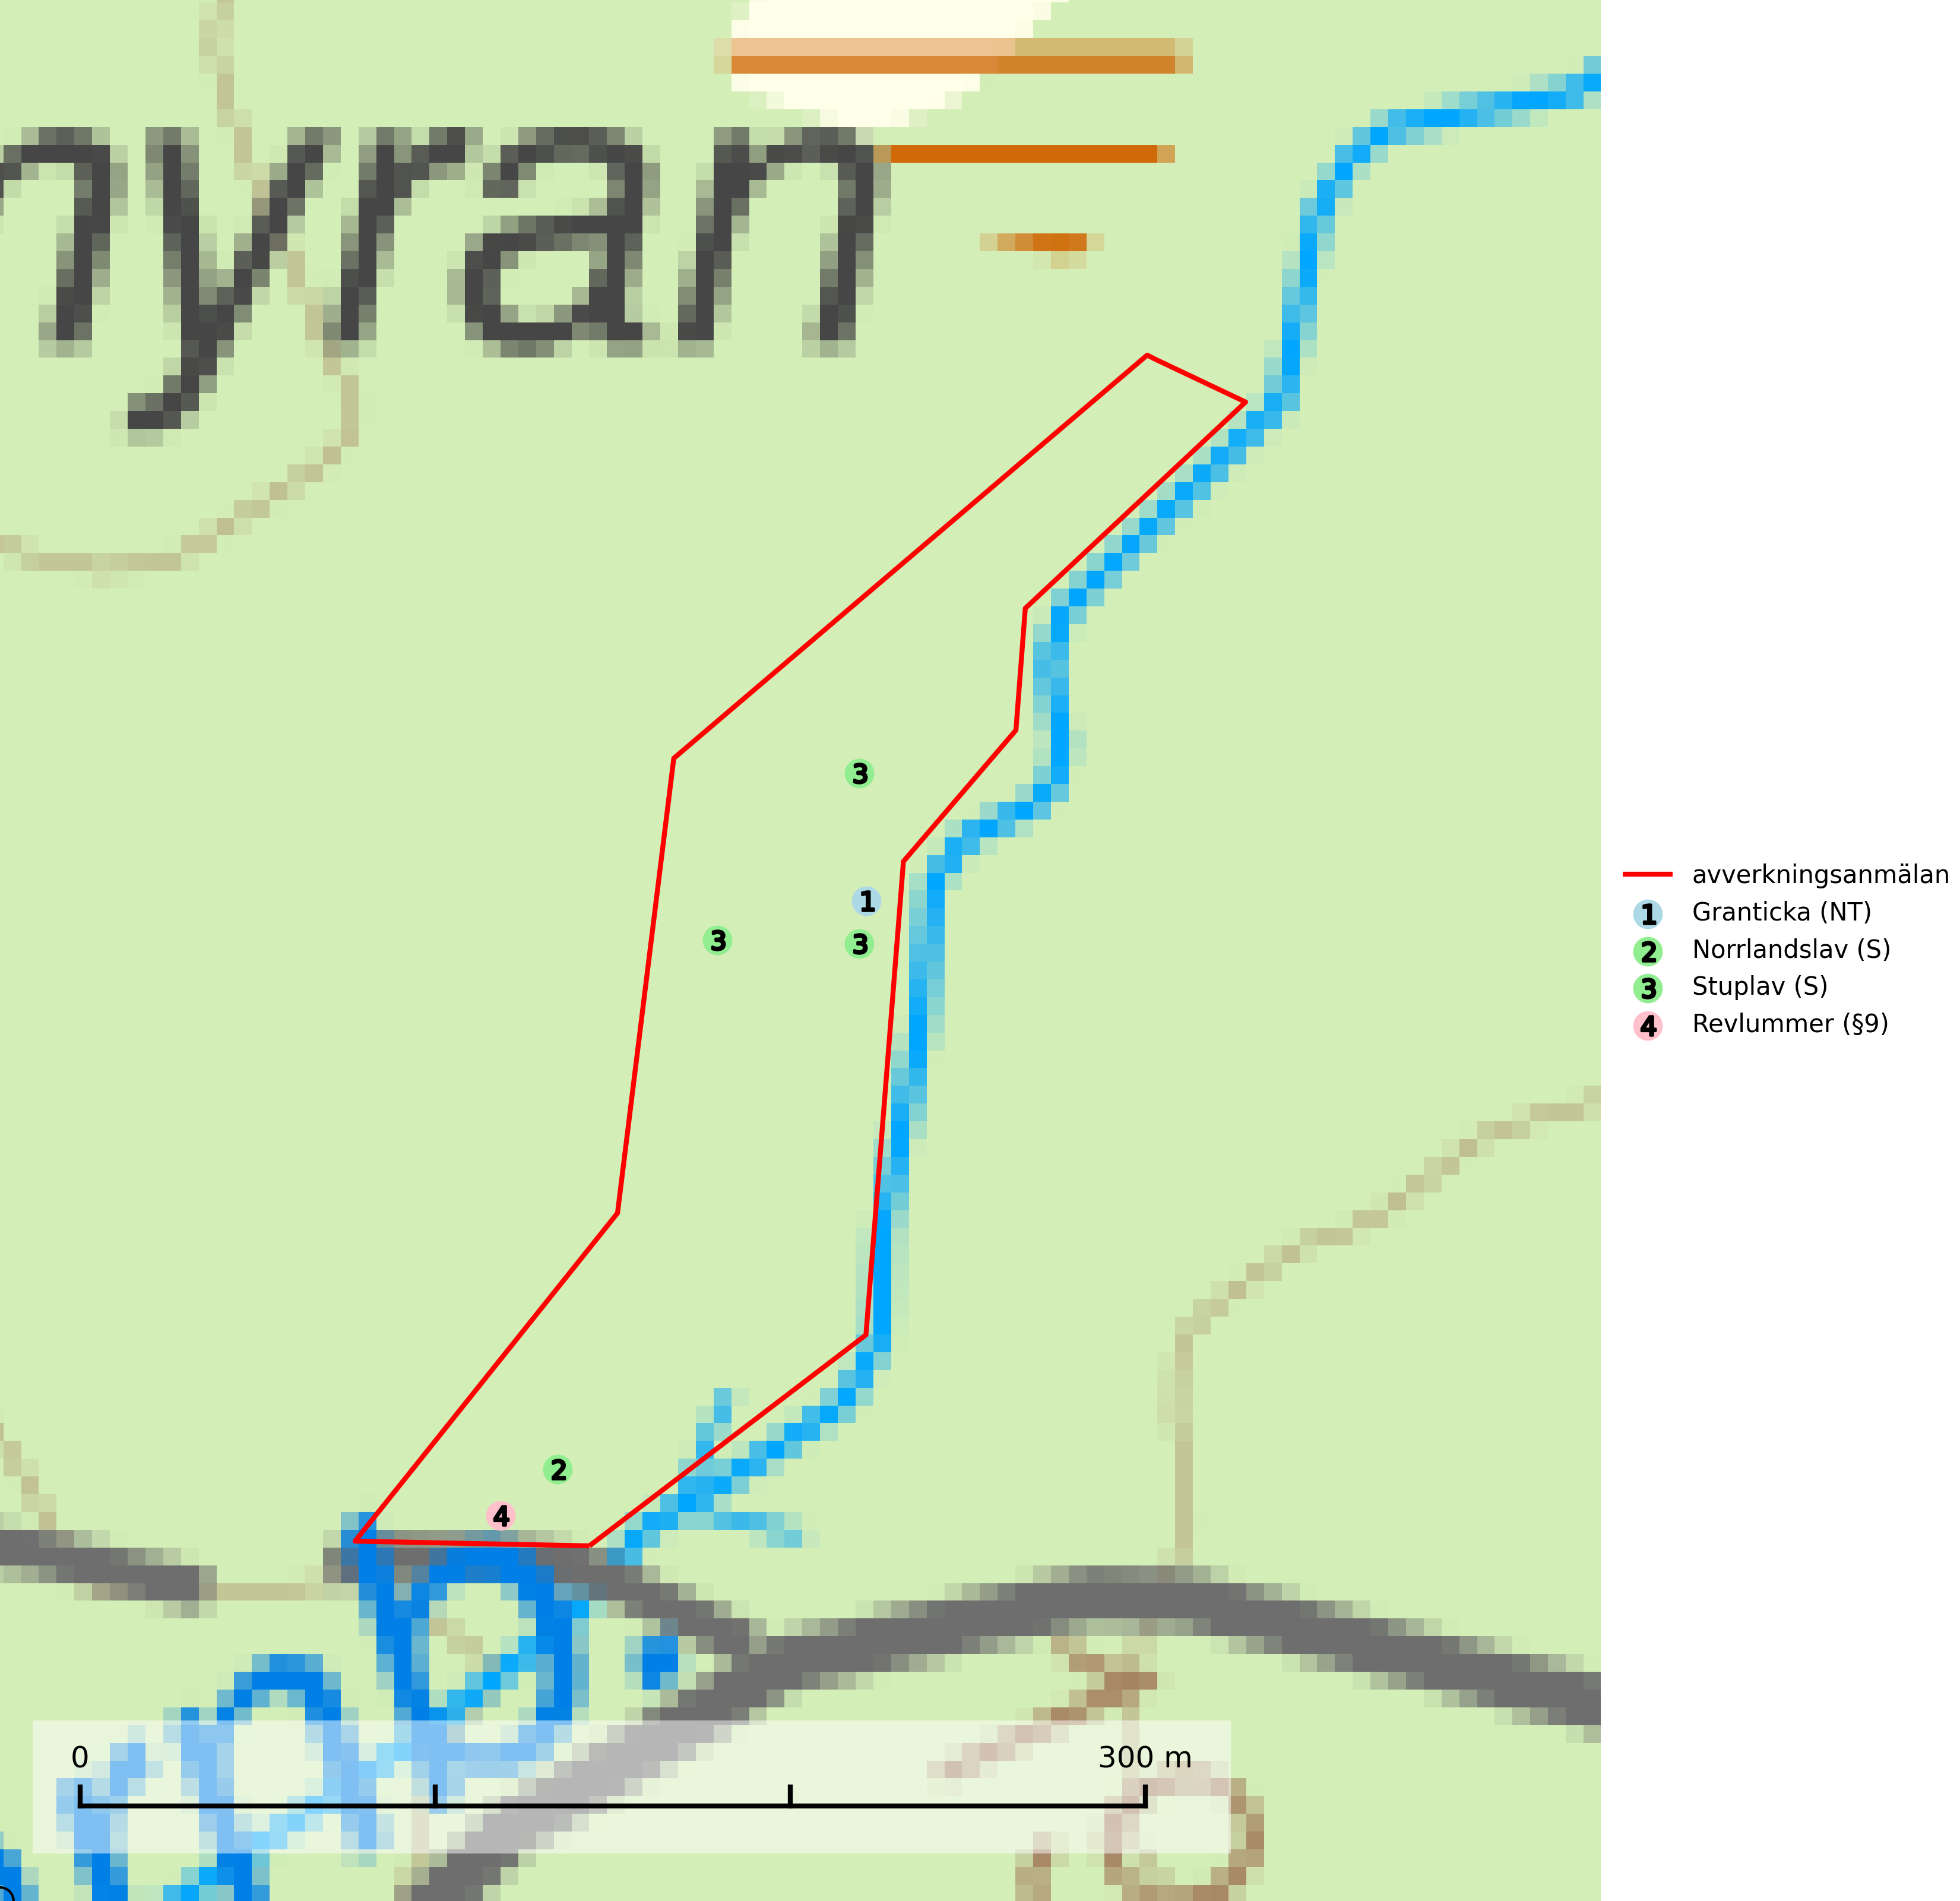 yran
avverkningsanmälan
1 Granticka (NT)
2 Norrlandslav (S)
3 Stuplav (S)
4 Revlummer (§9)
3
1
3
3
2
4
0 300 m